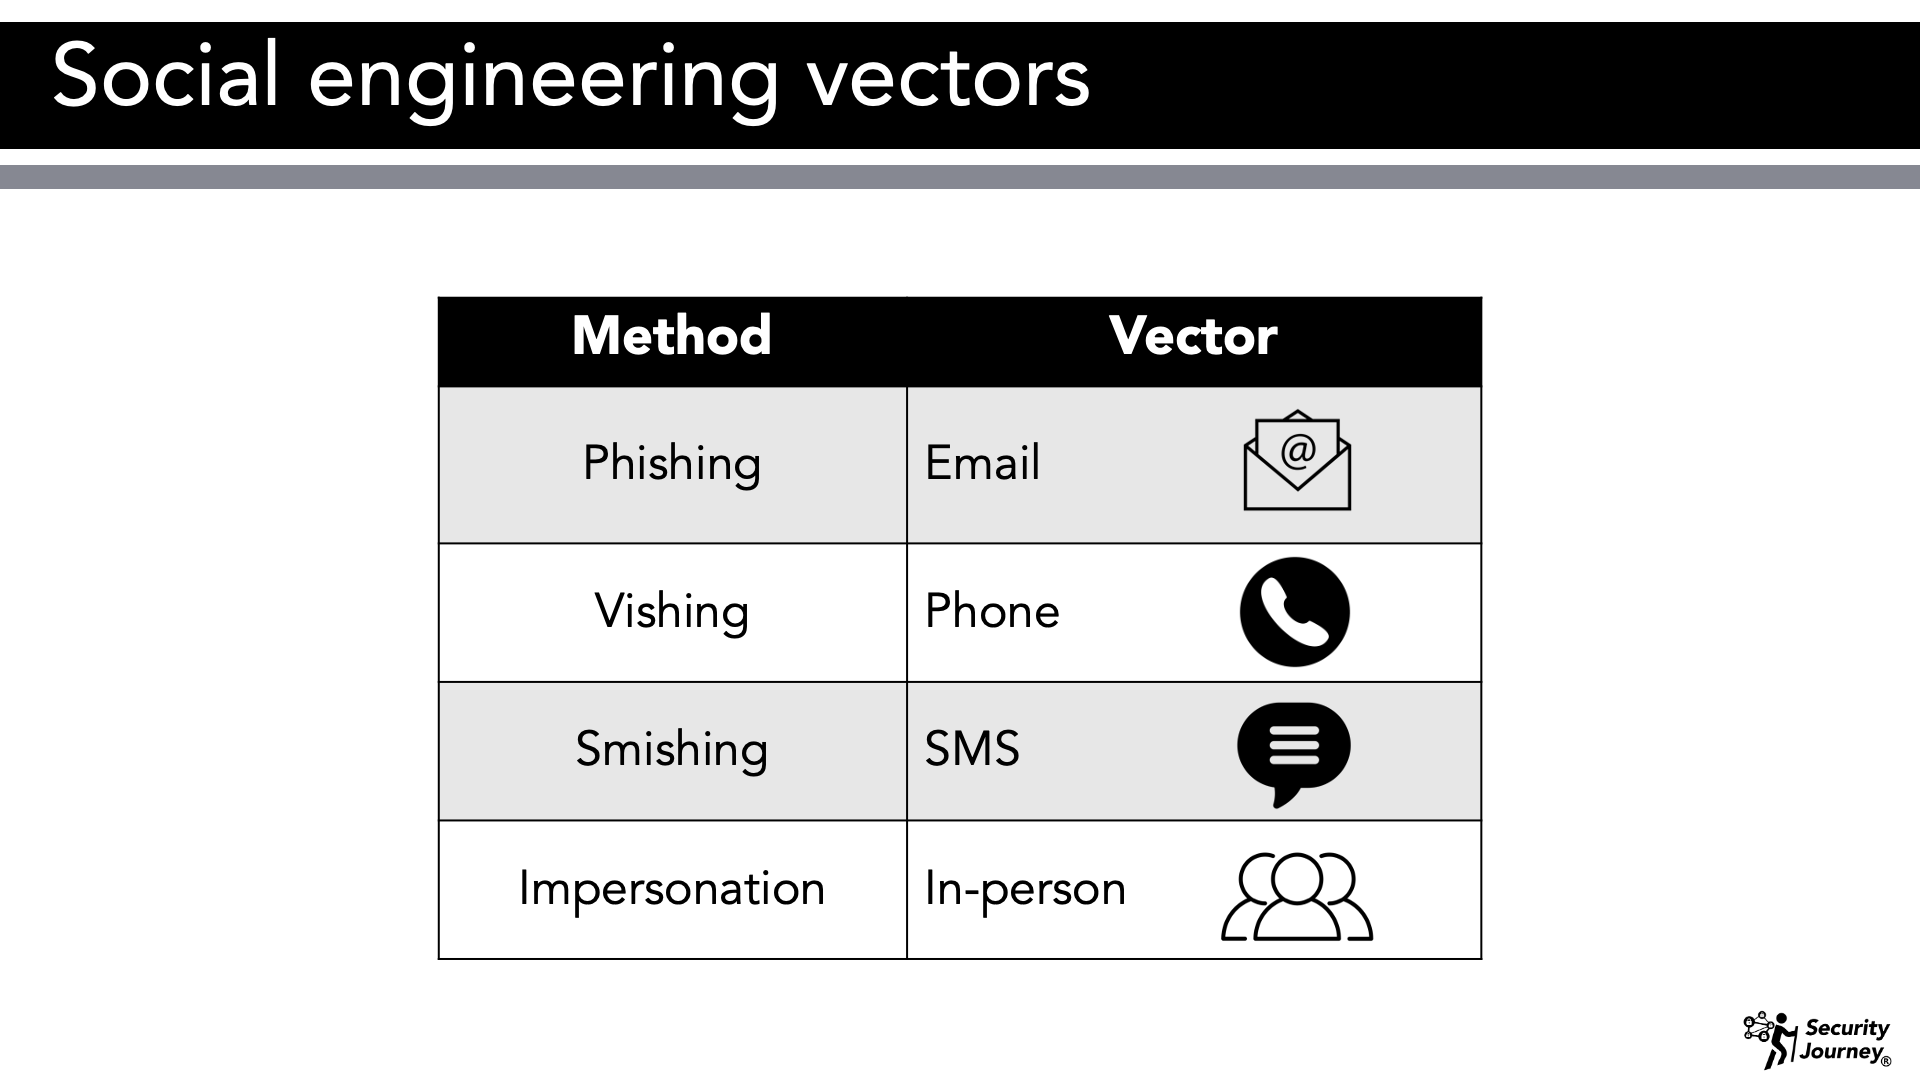 Social engineering vectors
Method Vector
Phishing Email
@
Vishing Phone
Smishing SMS
Impersonation In-person
Security
Journey®